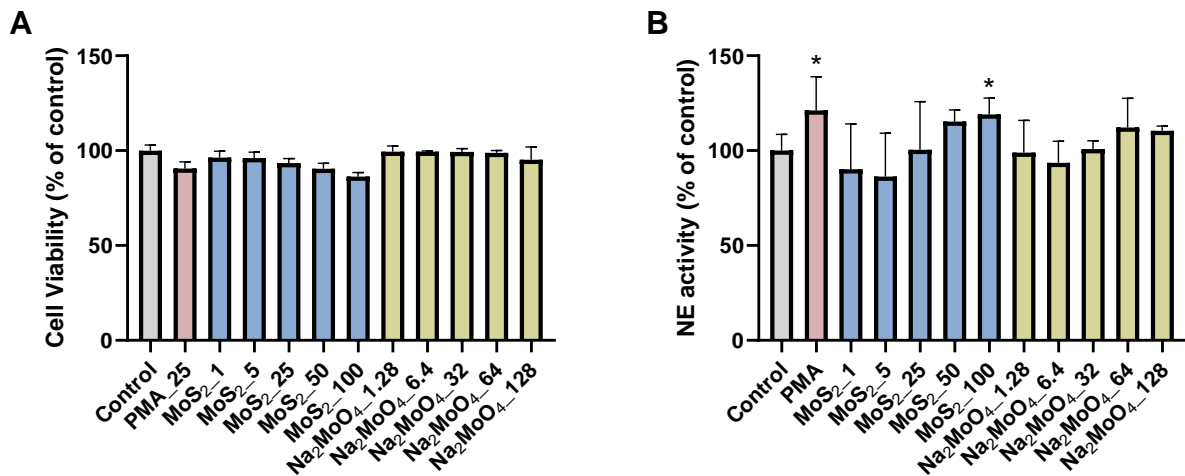 A
Cell Viability (% of control)
150
100
50
0
Control
PMA_25
MoS₂_1
MoS₂_5
MoS₂_25
MoS₂_50
MoS₂_100
Na₂MoO₄_1.28
Na₂MoO₄_6.4
Na₂MoO₄_32
Na₂MoO₄_64
Na₂MoO₄_128
B
NE activity (% of control)
150
100
50
0
*
*
Control
PMA
MoS₂_1
MoS₂_5
MoS₂_25
MoS₂_50
MoS₂_100
Na₂MoO₄_1.28
Na₂MoO₄_6.4
Na₂MoO₄_32
Na₂MoO₄_64
Na₂MoO₄_128